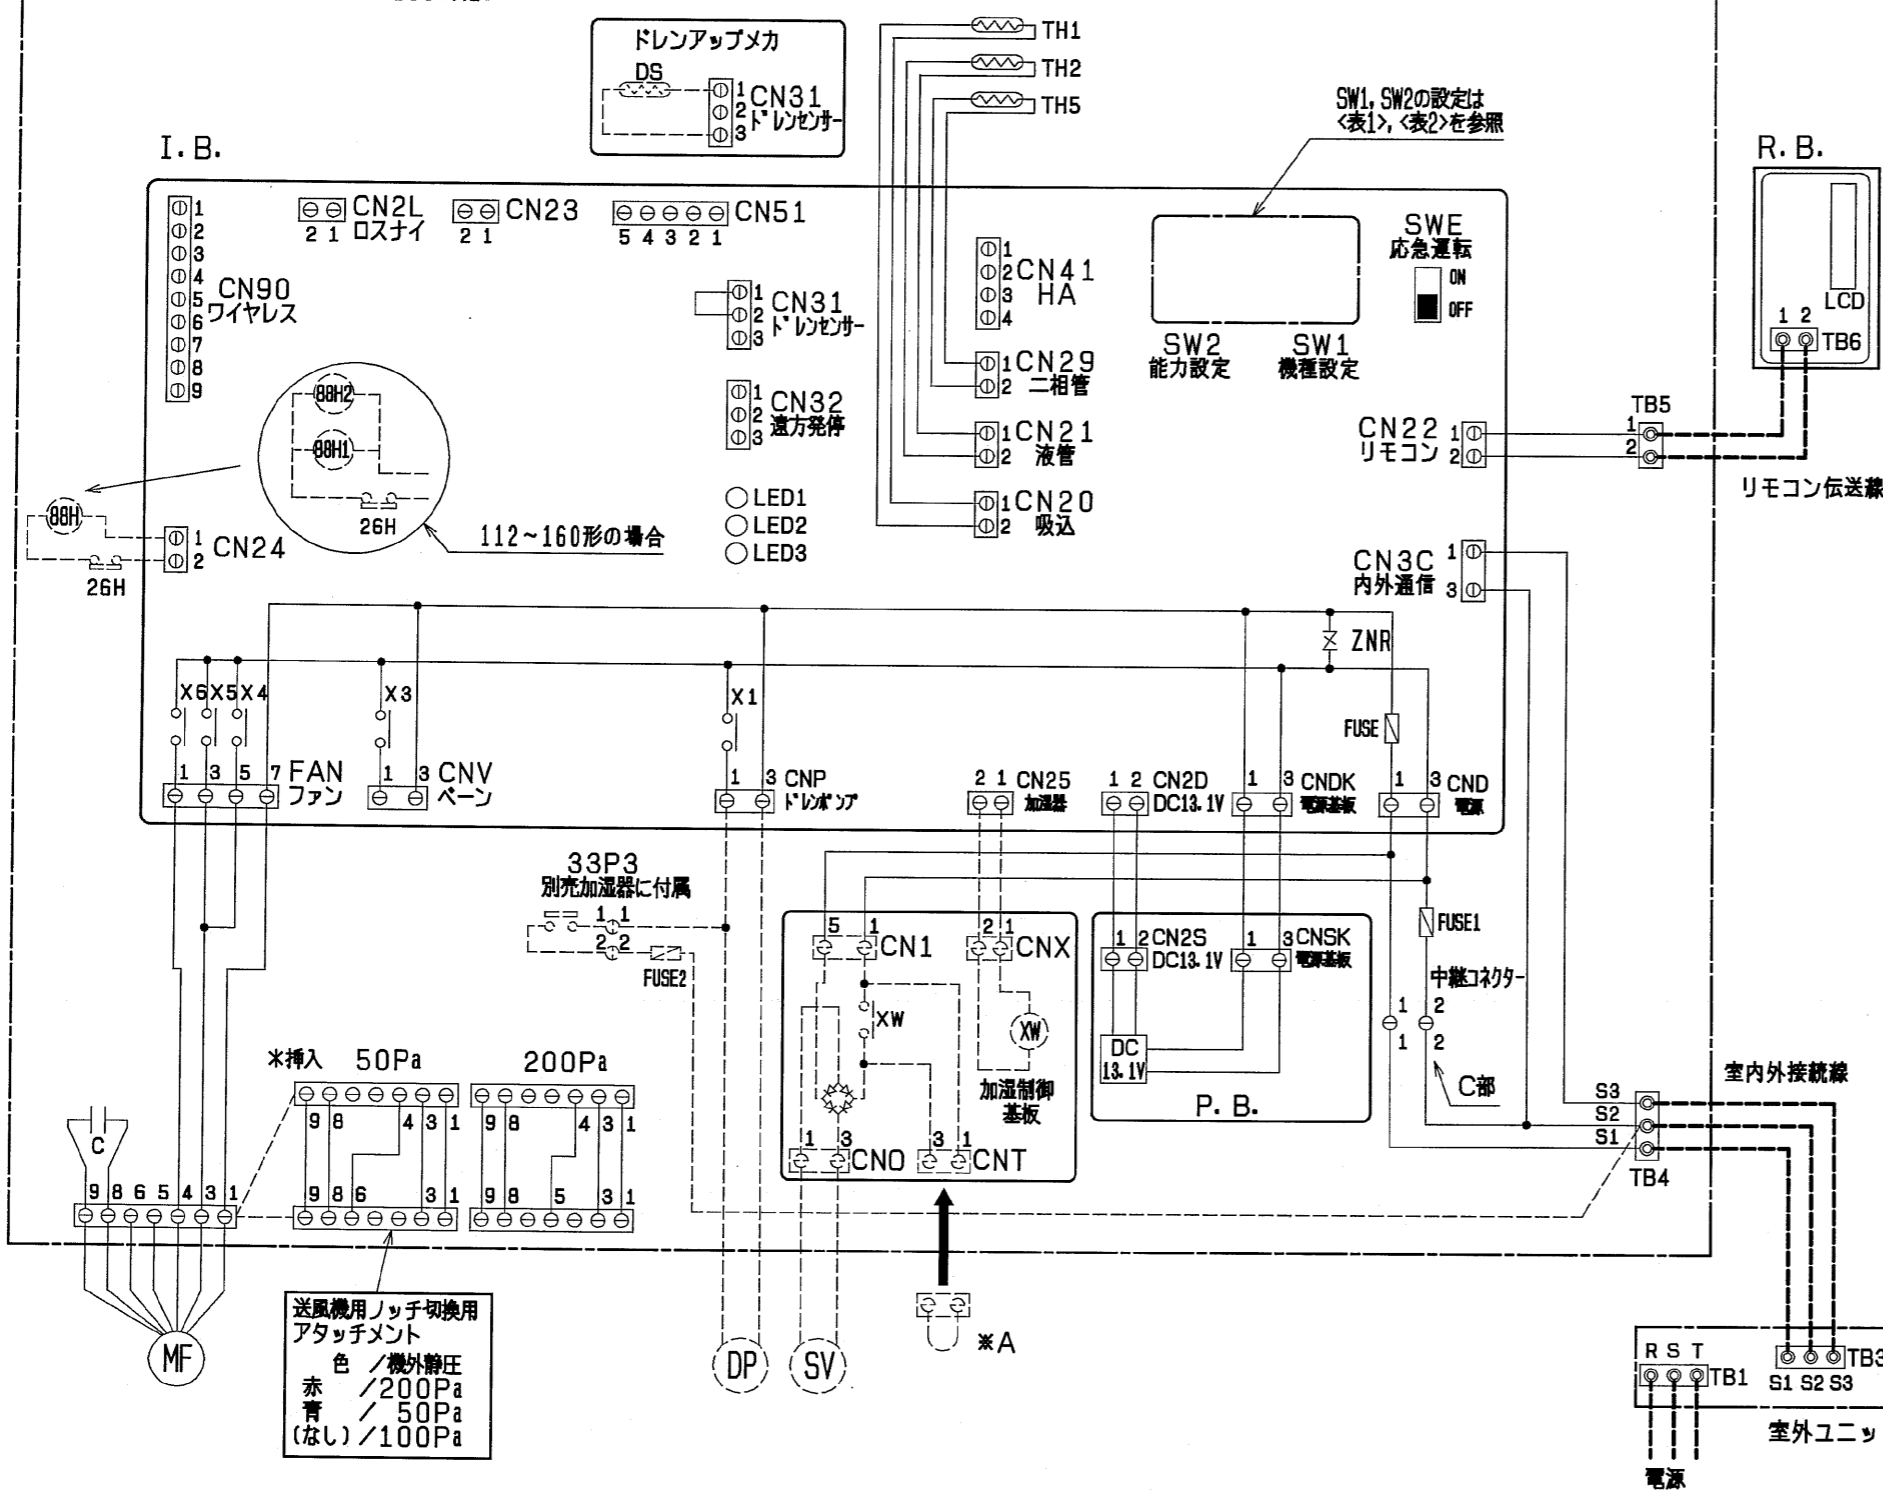 ドレンアップメカ
DS
1
2
3
CN31
ドレンセンサー
TH1
TH2
TH5
SW1, SW2の設定は
<表1>, <表2>を参照
I.B.
R.B.
1
2
3
4
5
6
7
8
9
CN90
ワイヤレス
CN2L
ロスナイ
2 1
CN23
2 1
CN51
5 4 3 2 1
1
2
3
CN31
ドレンセンサー
1
2
3
4
CN41
HA
SWE
応急運転
ON
OFF
SW2
能力設定
SW1
機種設定
LCD
1 2
TB6
88H2
88H1
26H
112~160形の場合
88H
26H
1
2
CN24
1
2
3
CN32
遠方発停
1
2
CN29
二相管
1
2
CN21
液管
1
2
CN20
吸込
LED1
LED2
LED3
CN22
リモコン
1
2
TB5
1
2
リモコン伝送線
CN3C
内外通信
1
3
ZNR
X6 X5 X4
X3
X1
FUSE
1 3 5 7
FAN
ファン
1 3
CNV
ベーン
1 3
CNP
ドレンポンプ
2 1
CN25
加湿器
1 2
CN2D
DC13.1V
1 3
CNDK
電源基板
1 3
CND
電源
33P3
別売加湿器に付属
1 1
2 2
FUSE2
5 1
CN1
2 1
CNX
XW
XW
加湿制御
基板
1 3
CNO
3 1
CNT
1 2
CN2S
DC13.1V
1 3
CNSK
電源基板
DC
13.1V
P.B.
FUSE1
中継コネクター
1 2
1 2
C部
室内外接続線
S3
S2
S1
TB4
*挿入
50Pa
200Pa
9 8 4 3 1
9 8 4 3 1
9 8 6 3 1
9 8 5 3 1
C
9 8 6 5 4 3 1
MF
送風機用ノッチ切換用
アタッチメント
色 /機外静圧
赤 /200Pa
青 / 50Pa
(なし)/100Pa
DP
SV
※A
R S T
TB1
TB3
S1 S2 S3
室外ユニッ
電源